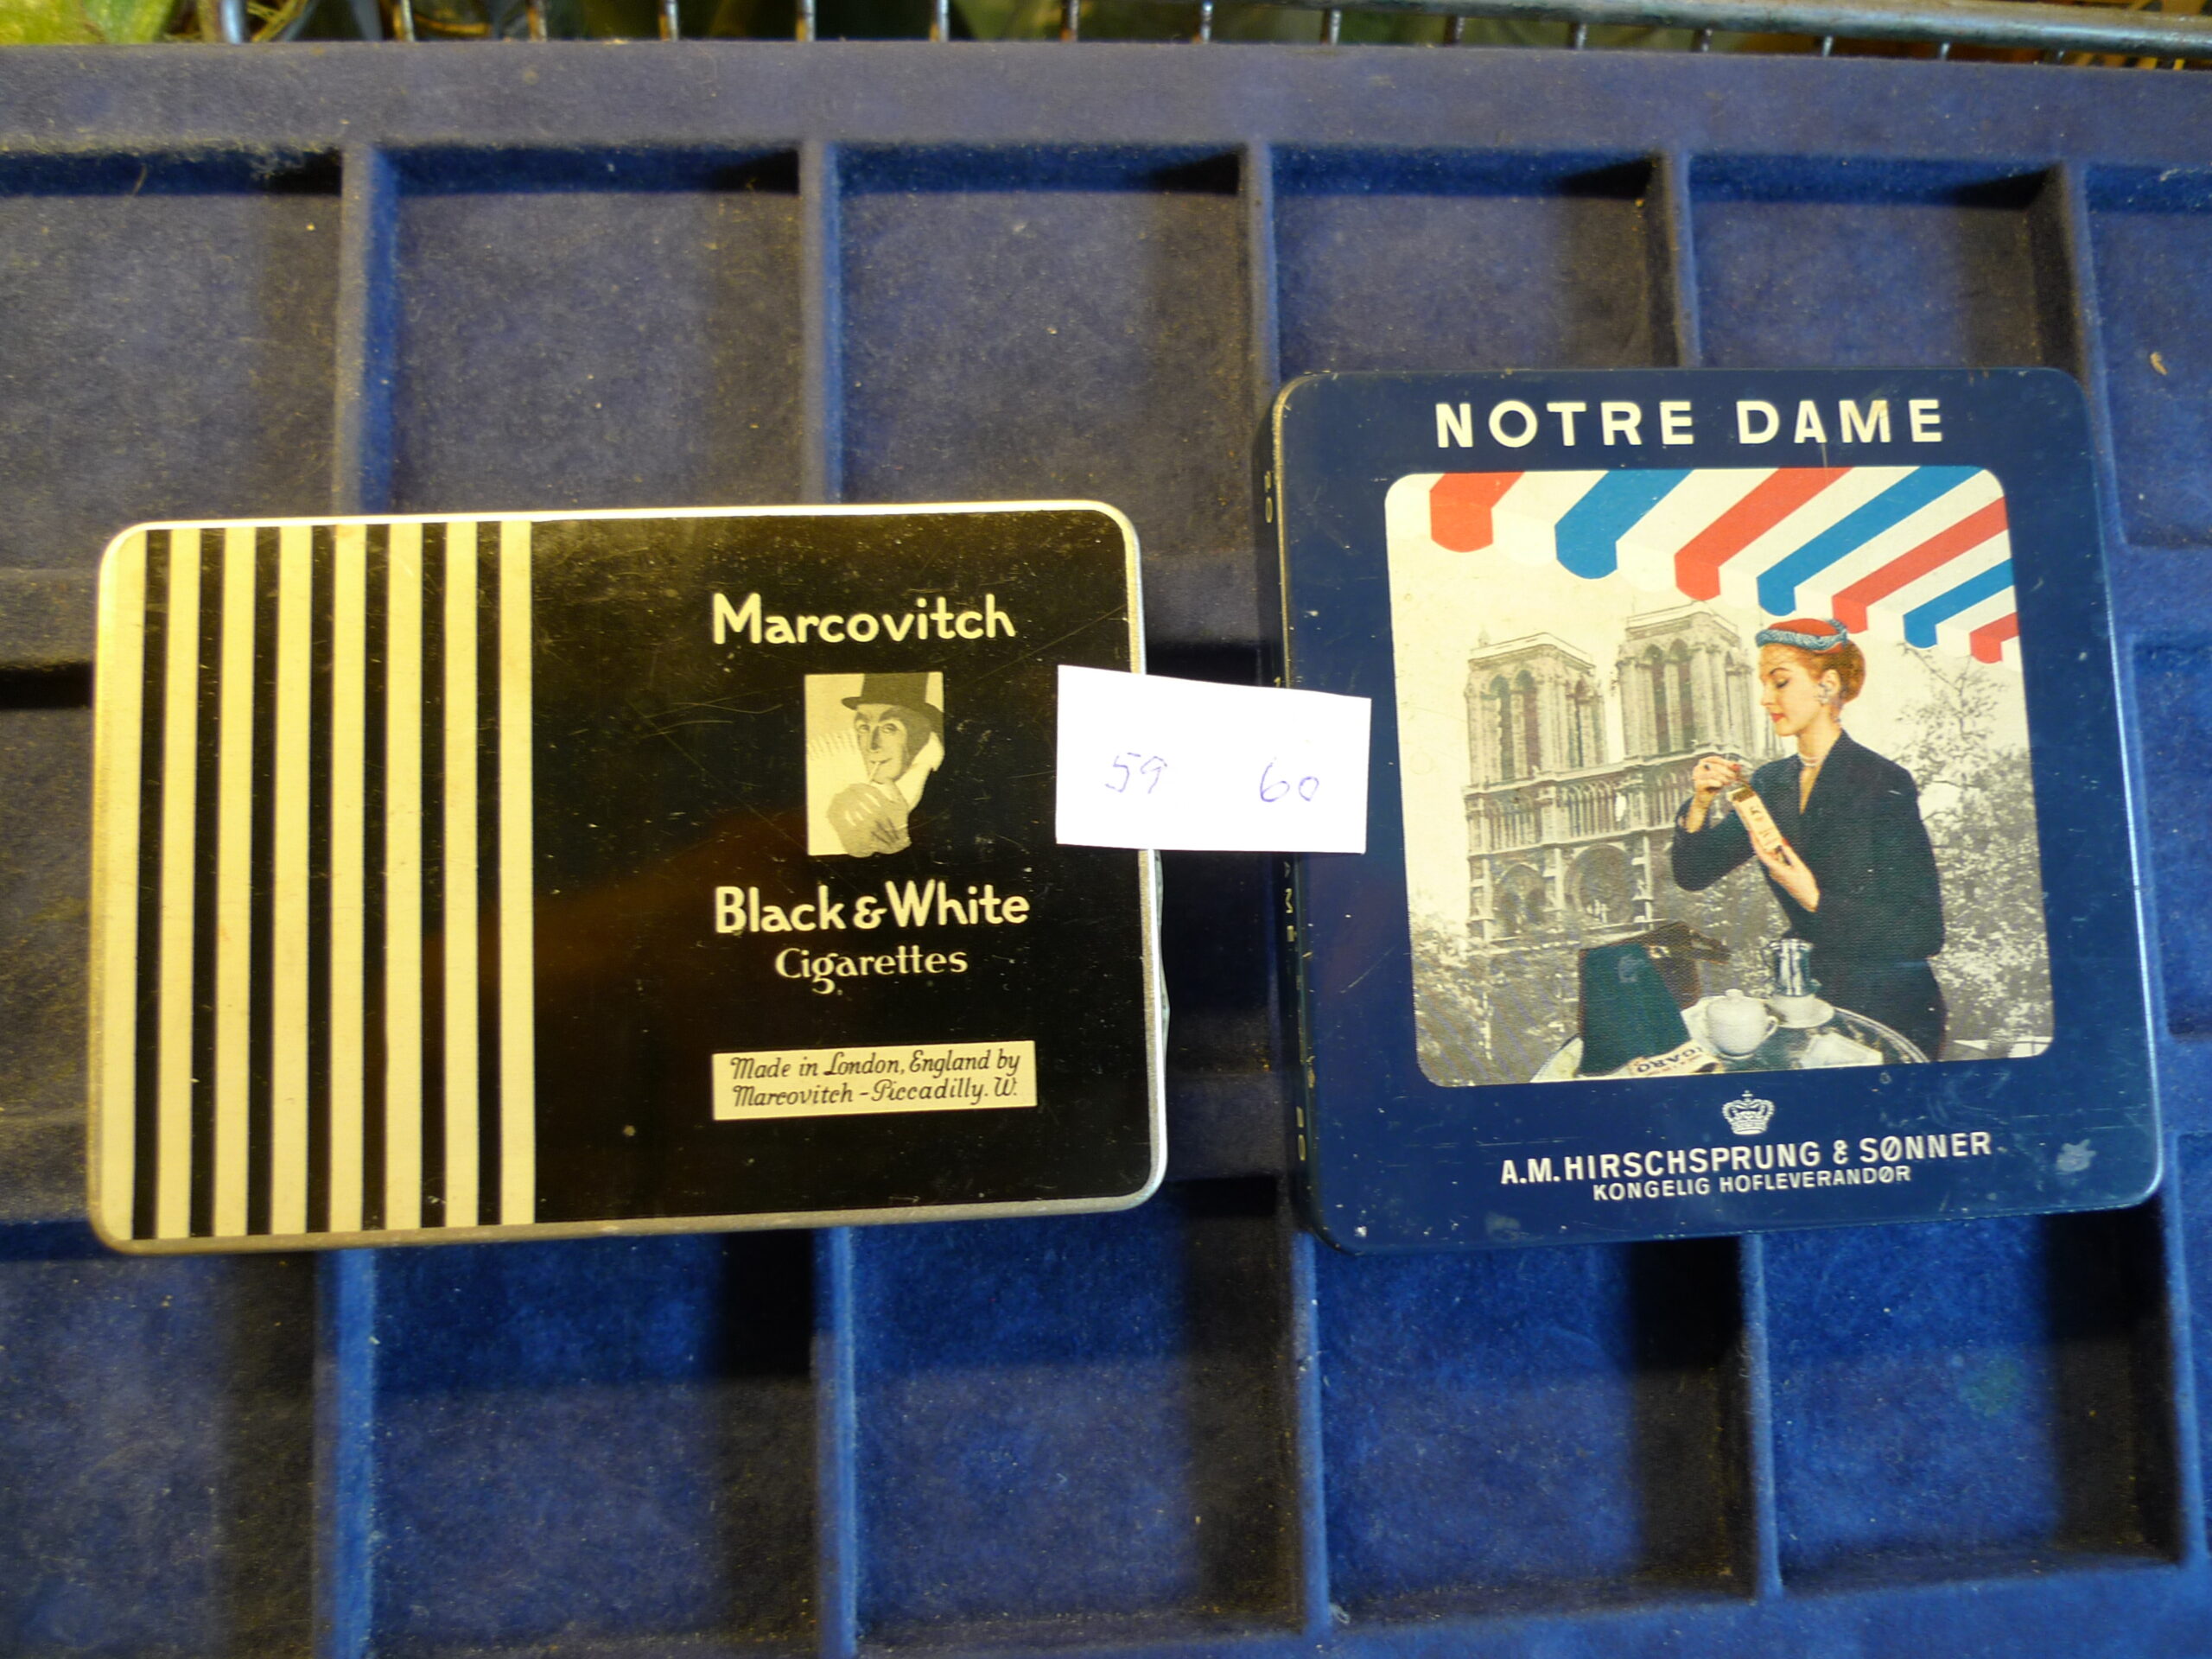 Marcovitch
Black & White
Cigarettes
Made in London, England by
Marcovitch - Piccadilly. W.
59 60
NOTRE DAME
A.M. HIRSCHSPRUNG & SØNNER
KONGELIG HOFLEVERANDØR
20